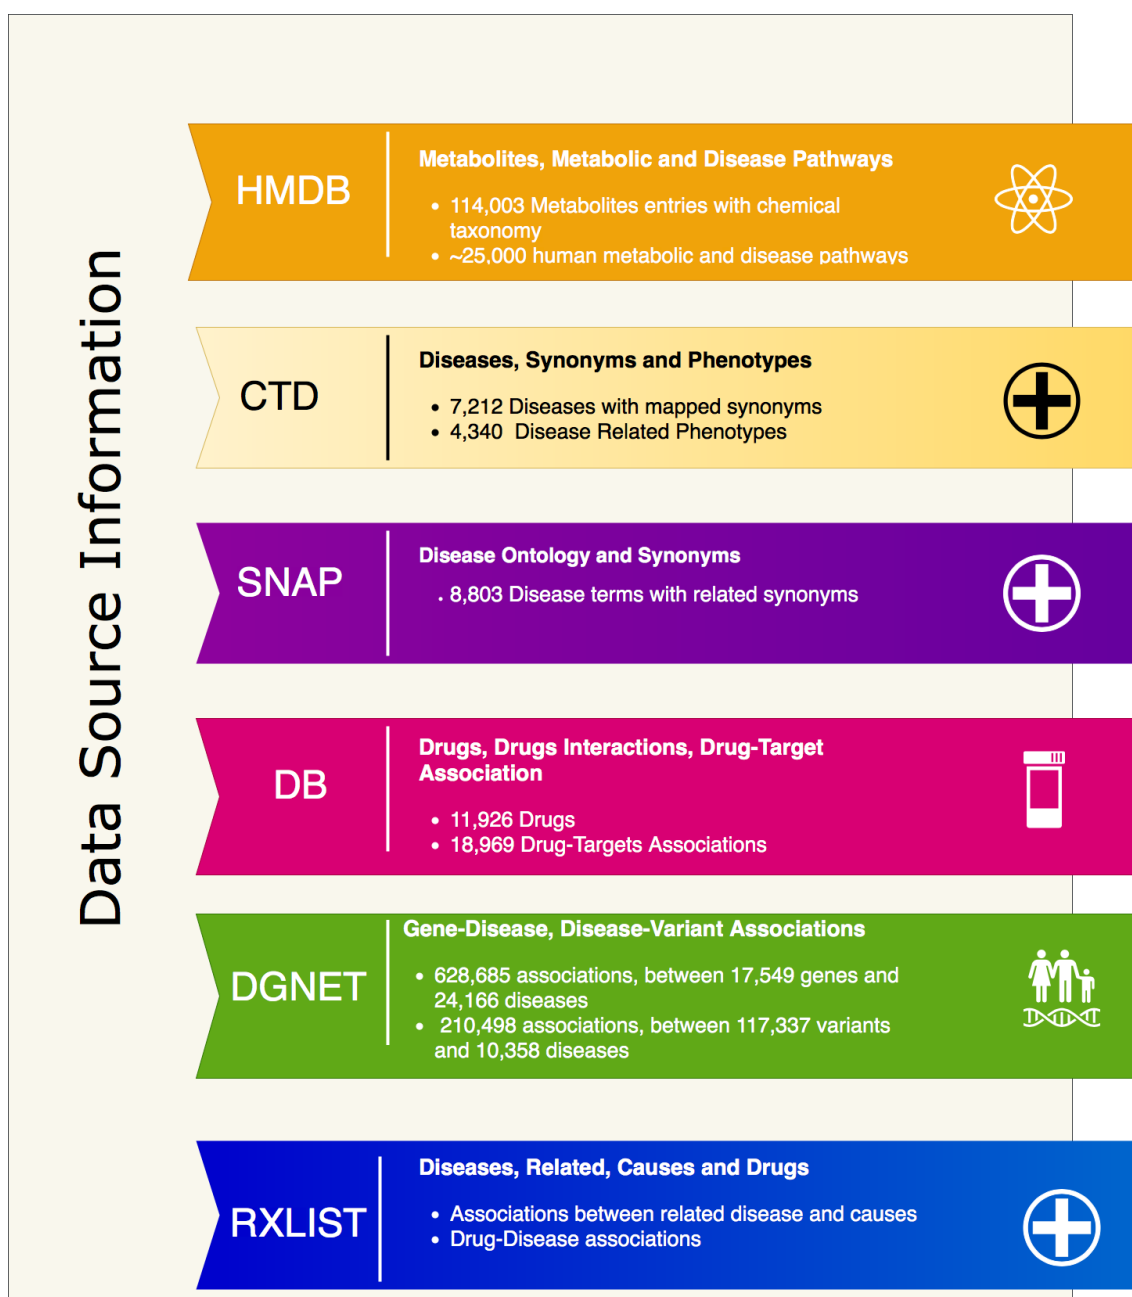 Data Source Information
HMDB
Metabolites, Metabolic and Disease Pathways
• 114,003 Metabolites entries with chemical
taxonomy
• ~25,000 human metabolic and disease pathways
CTD
Diseases, Synonyms and Phenotypes
• 7,212 Diseases with mapped synonyms
• 4,340  Disease Related Phenotypes
SNAP
Disease Ontology and Synonyms
. 8,803 Disease terms with related synonyms
DB
Drugs, Drugs Interactions, Drug-Target
Association
• 11,926 Drugs
• 18,969 Drug-Targets Associations
DGNET
Gene-Disease, Disease-Variant Associations
• 628,685 associations, between 17,549 genes and
24,166 diseases
• 210,498 associations, between 117,337 variants
and 10,358 diseases
RXLIST
Diseases, Related, Causes and Drugs
• Associations between related disease and causes
• Drug-Disease associations